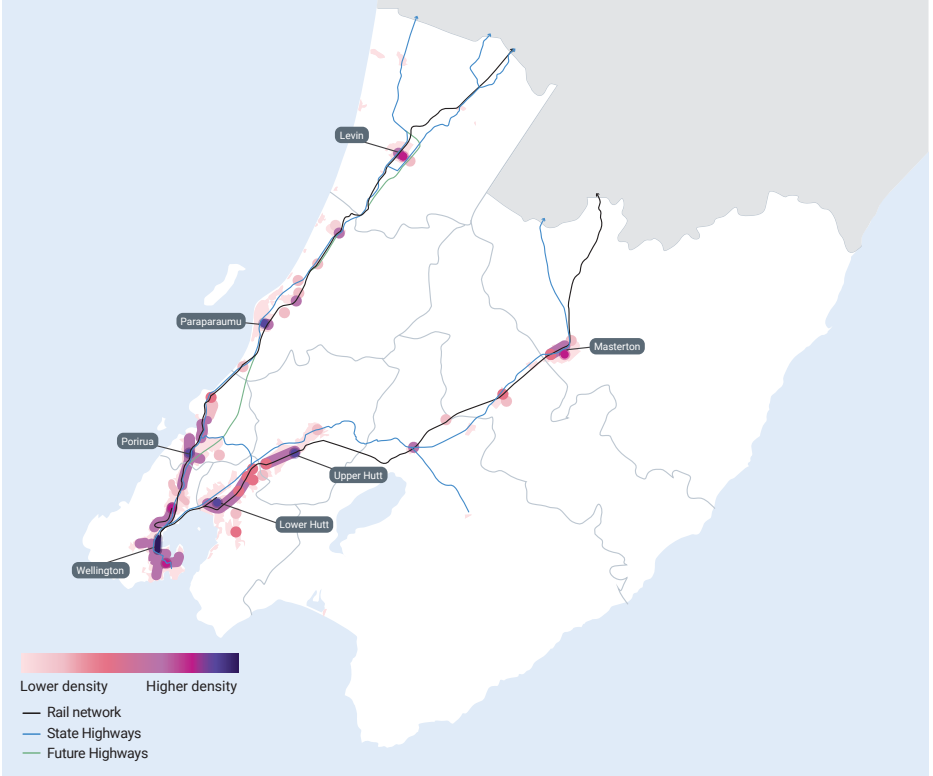 Levin
Paraparaumu
Masterton
Porirua
Upper Hutt
Lower Hutt
Wellington
Lower density Higher density
Rail network
State Highways
Future Highways